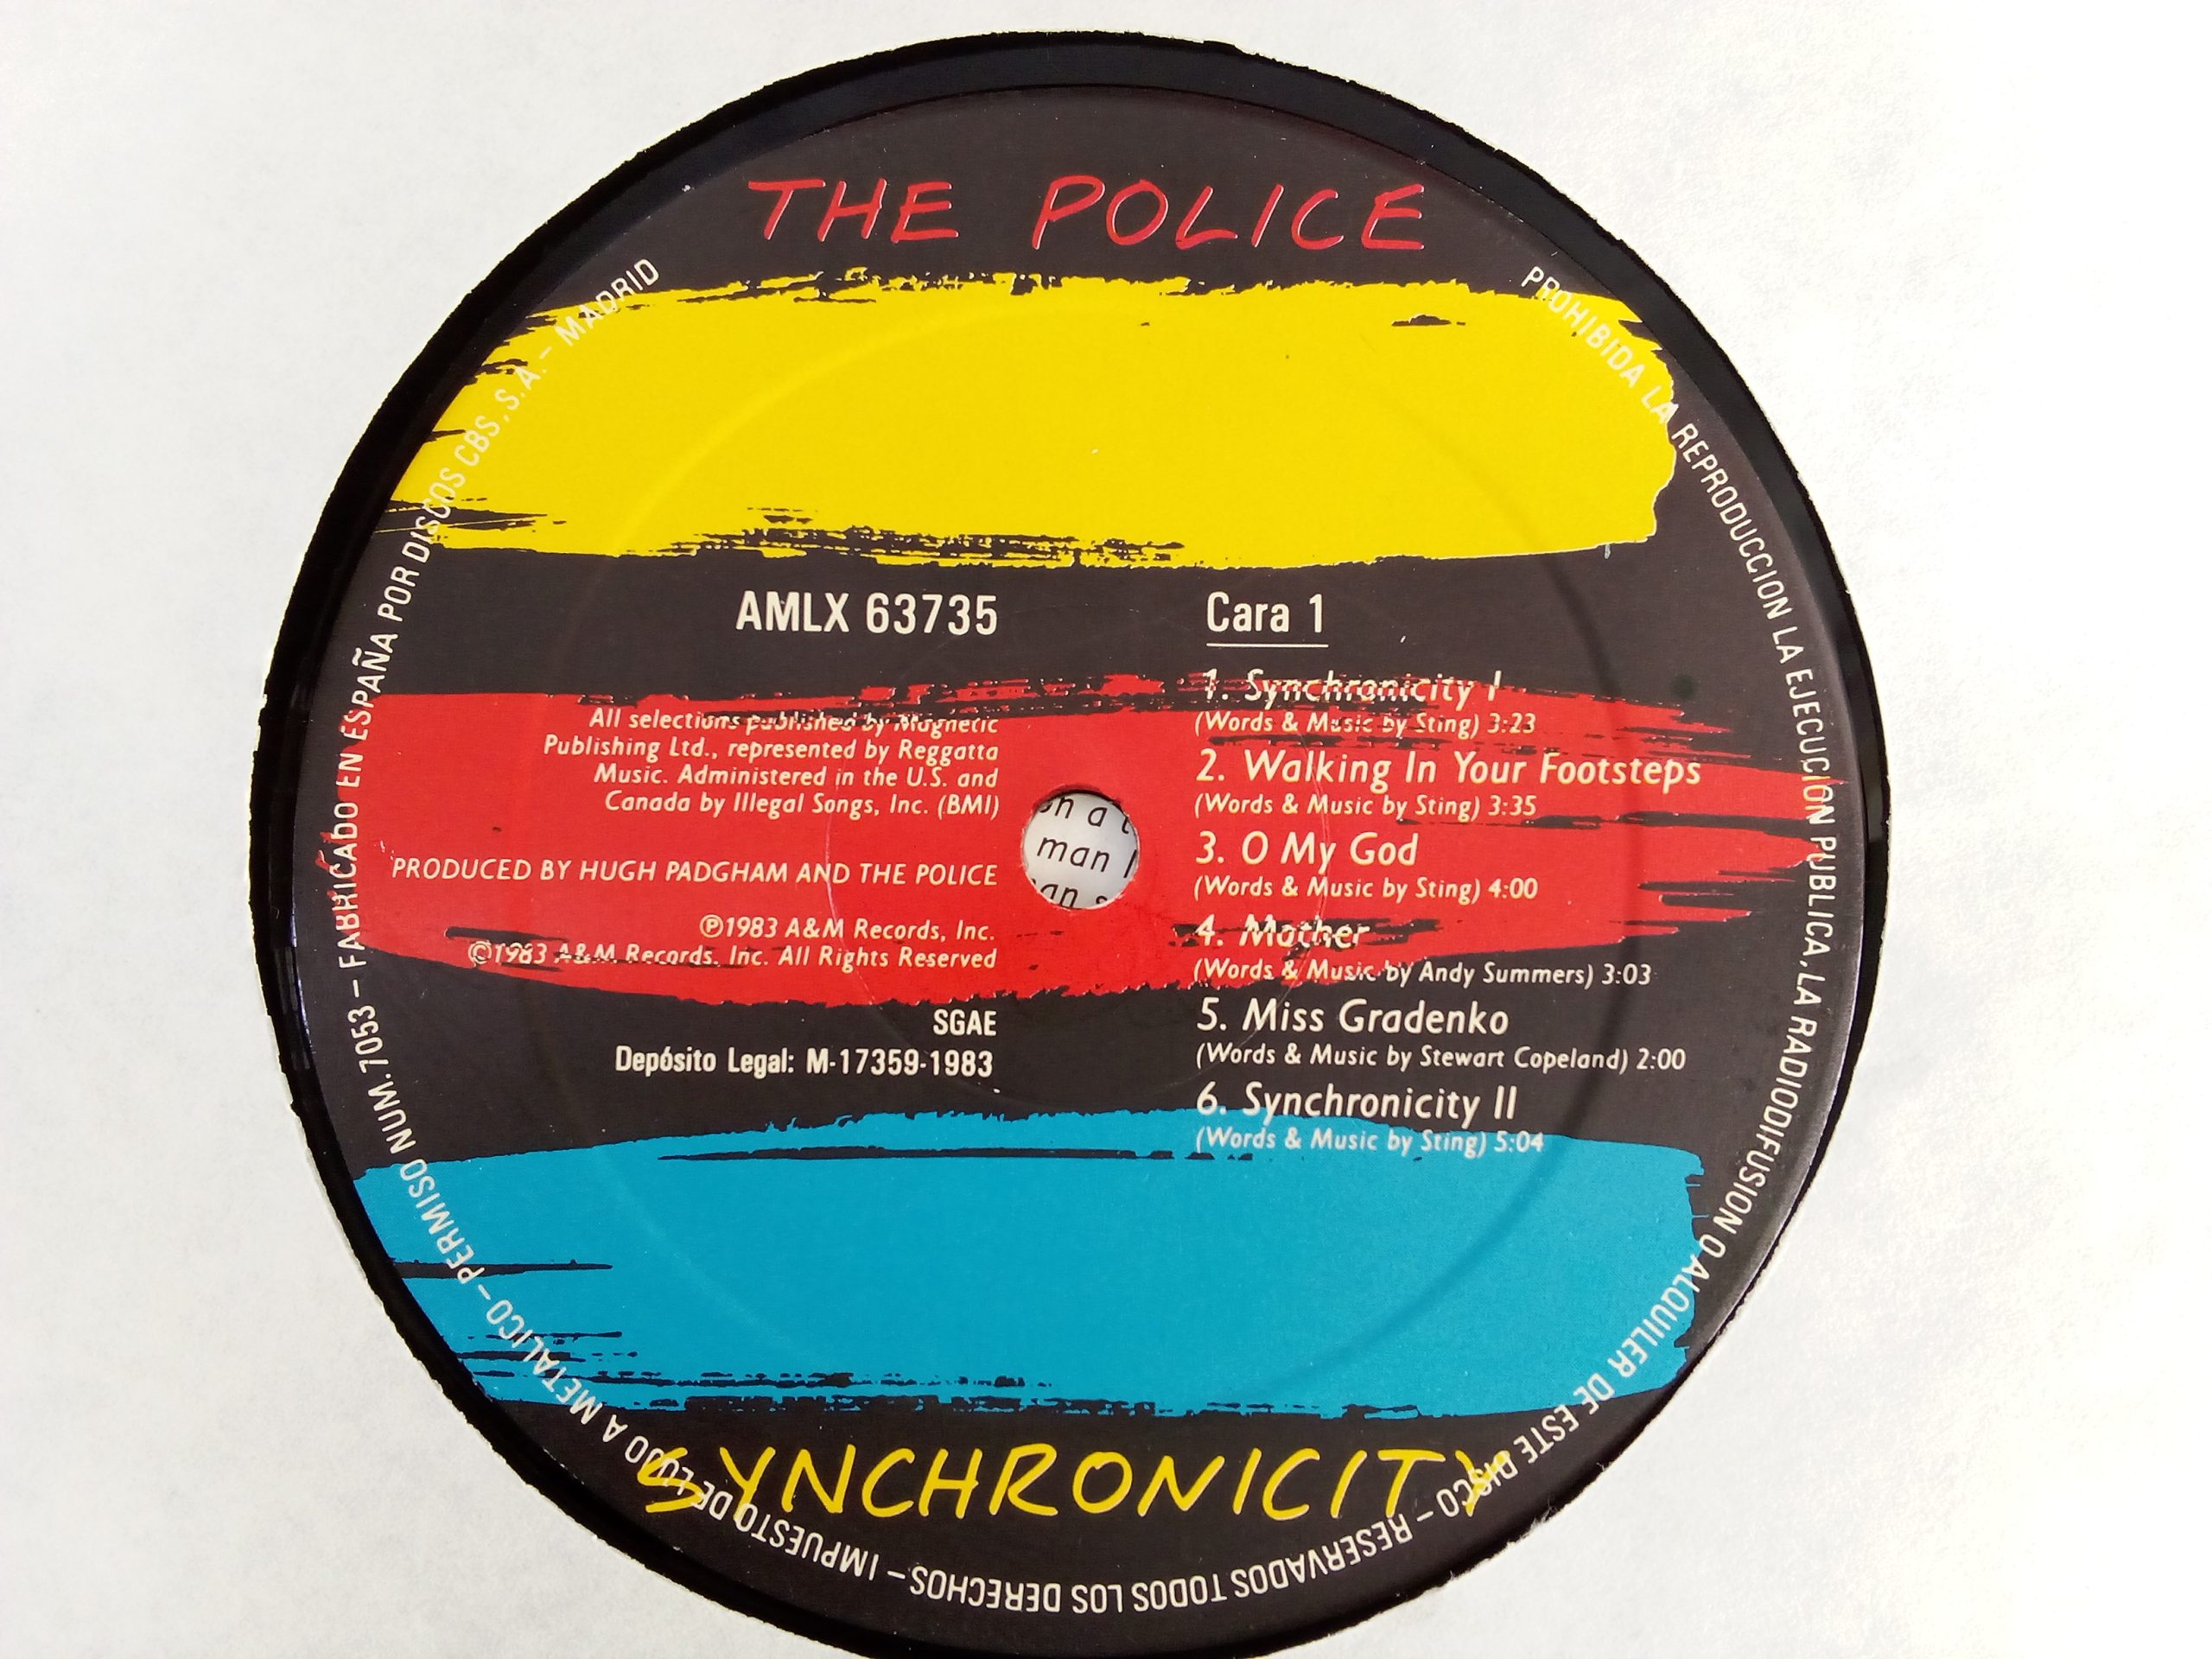 THE POLICE
PROHIBIDA LA REPRODUCCION LA EJECUCION PUBLICA, LA RADIODIFUSION O ALQUILER DE ESTE DISCO – RESERVADOS TODOS LOS DERECHOS – IMPUESTO DE LUJO A METALICO – PERMISO NUM. 7053 – FABRICADO EN ESPAÑA POR DISCOS CBS, S.A. – MADRID
AMLX 63735
All selections published by Magnetic
Publishing Ltd., represented by Reggatta
Music. Administered in the U.S. and
Canada by Illegal Songs, Inc. (BMI)
PRODUCED BY HUGH PADGHAM AND THE POLICE
℗1983 A&M Records, Inc.
©1983 A&M Records, Inc. All Rights Reserved
SGAE
Depósito Legal: M-17359-1983
Cara 1
1. Synchronicity I
(Words & Music by Sting) 3:23
2. Walking In Your Footsteps
(Words & Music by Sting) 3:35
3. O My God
(Words & Music by Sting) 4:00
4. Mother
(Words & Music by Andy Summers) 3:03
5. Miss Gradenko
(Words & Music by Stewart Copeland) 2:00
6. Synchronicity II
(Words & Music by Sting) 5:04
man
SYNCHRONICITY